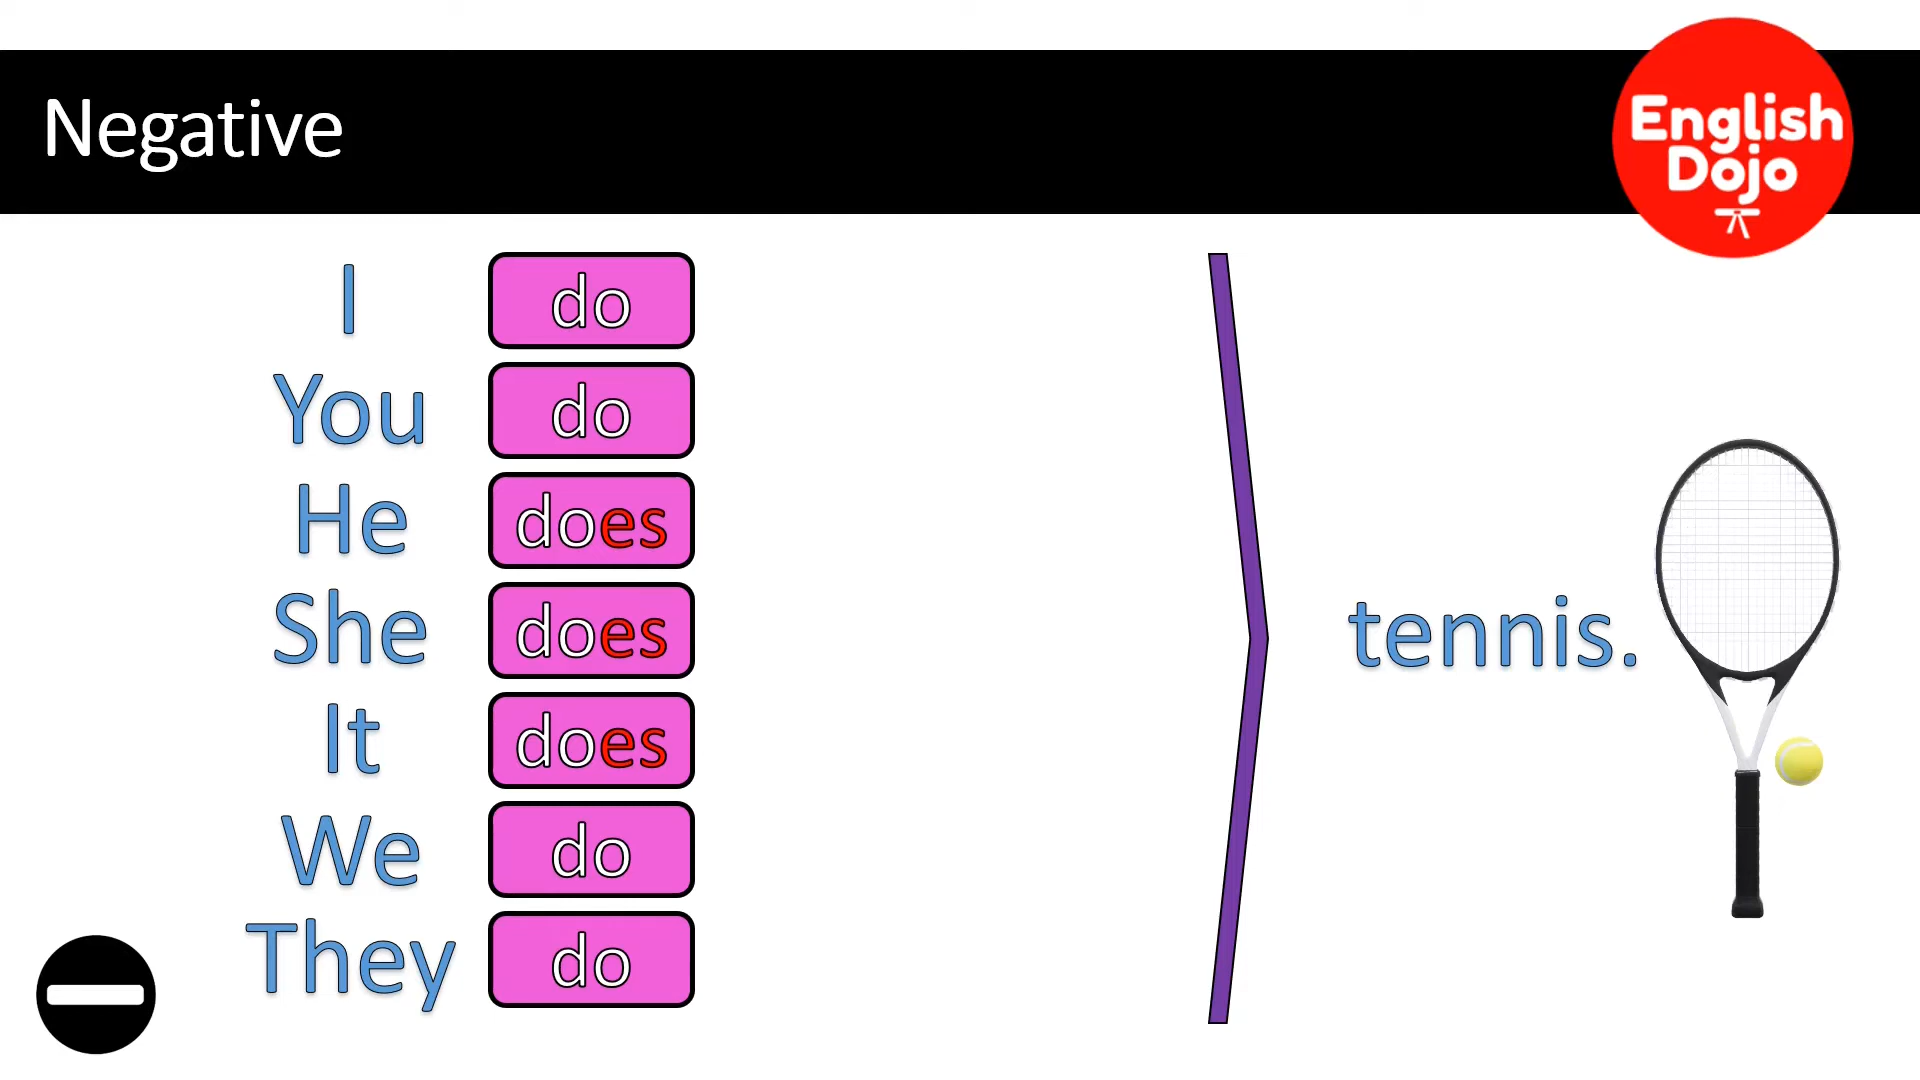 Negative
English
Dojo
I do
You do
He does
She does
It does
We do
They do
tennis.